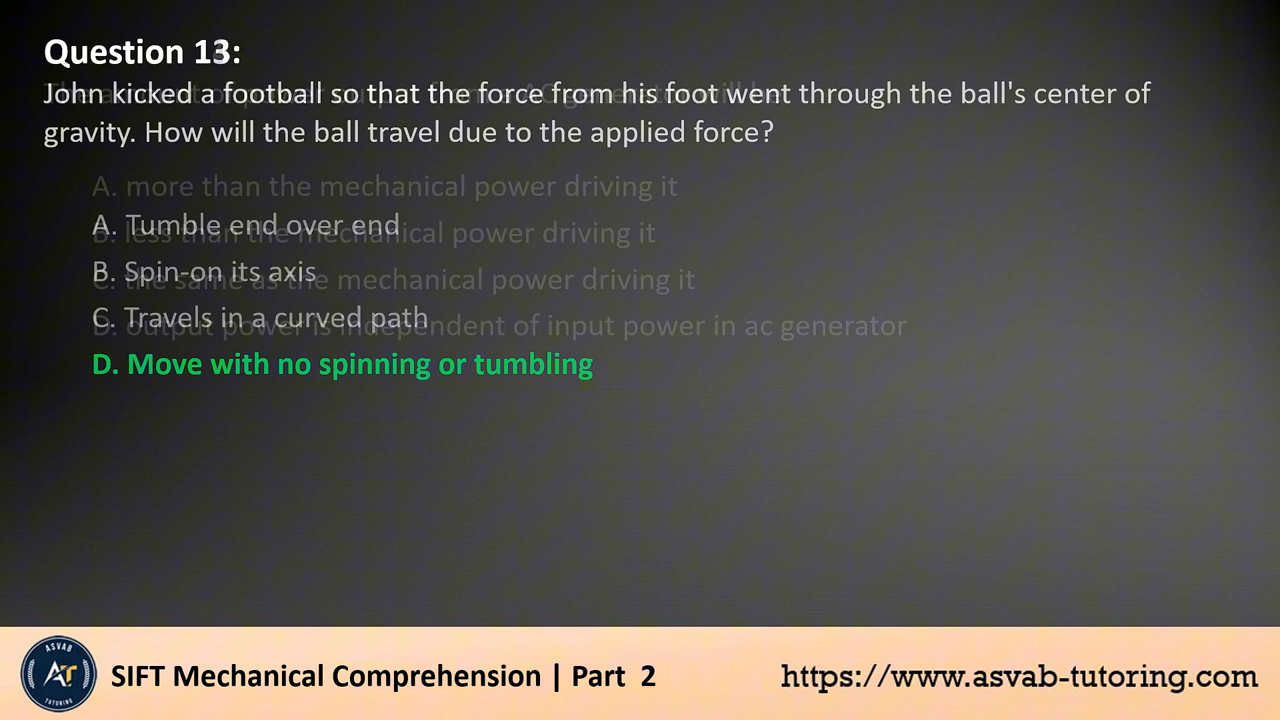 Question 13:
John kicked a football so that the force from his foot went through the ball's center of
gravity. How will the ball travel due to the applied force?
A. more than the mechanical power driving it
A. Tumble end over end
B. less than the mechanical power driving it
B. Spin-on its axis
C. the same as the mechanical power driving it
C. Travels in a curved path
D. output power is independent of input power in ac generator
D. Move with no spinning or tumbling
ASVAB
AT
TUTORING
SIFT Mechanical Comprehension | Part 2
https://www.asvab-tutoring.com